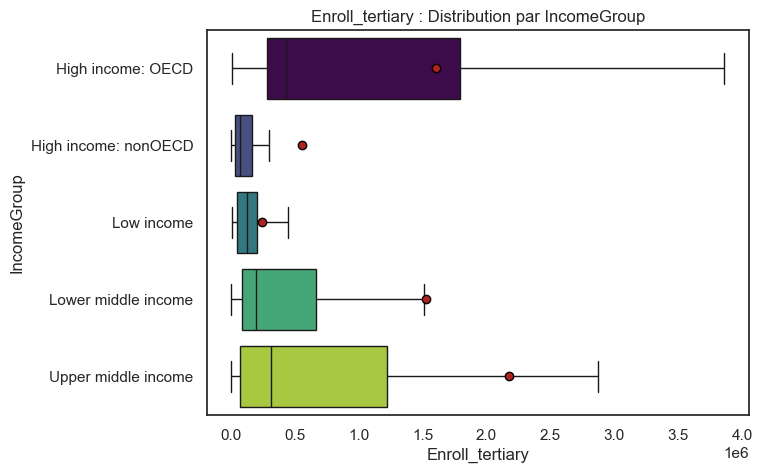 Enroll_tertiary : Distribution par IncomeGroup
High income: OECD
High income: nonOECD
Low income
Lower middle income
Upper middle income
IncomeGroup
0.0 0.5 1.0 1.5 2.0 2.5 3.0 3.5 4.0
1e6
Enroll_tertiary